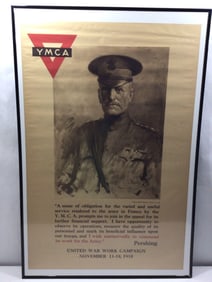 YMCA
"A sense of obligation for the varied and useful
service rendered to the army in France by the
Y. M. C. A. prompts me to join in the appeal for its
further financial support. I have opportunity to
observe its operations, measure the quality of its
personnel and mark its beneficial influence upon
our troops, and I wish unreservedly to commend
its work for the Army."
Pershing
UNITED WAR WORK CAMPAIGN
NOVEMBER 11-18, 1918